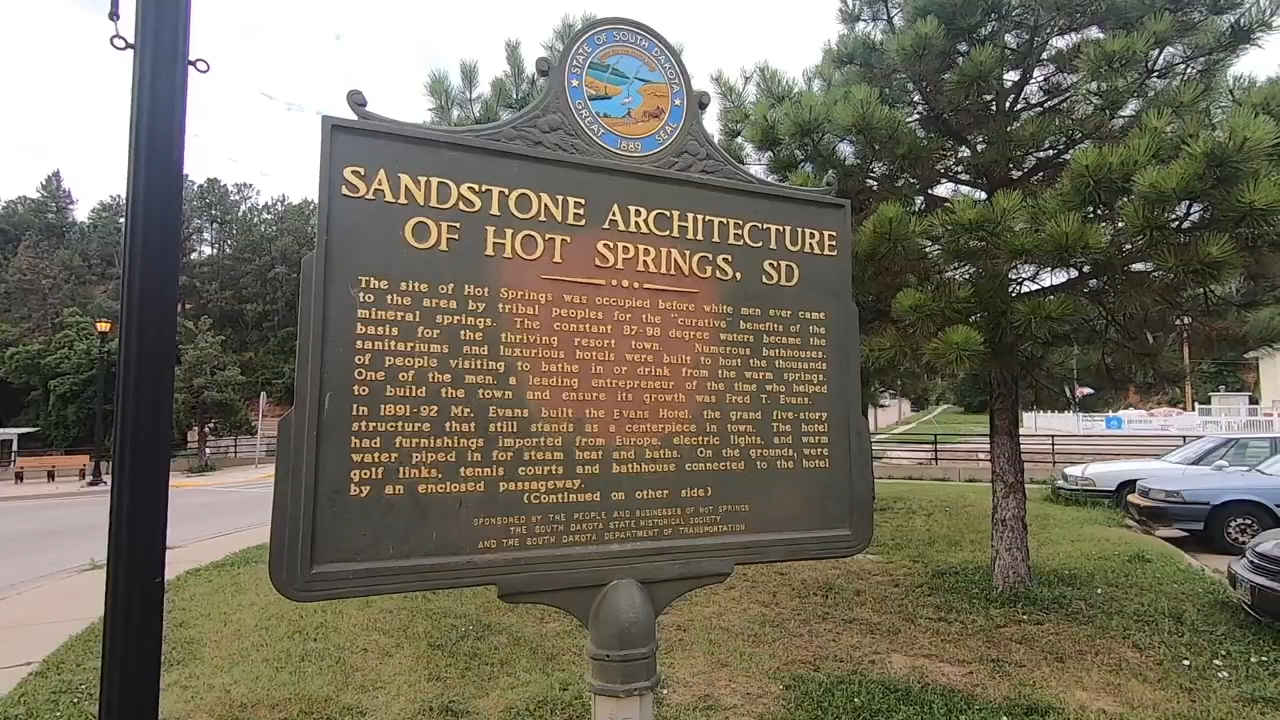 STATE OF SOUTH DAKOTA
GREAT SEAL
1889
SANDSTONE ARCHITECTURE
OF HOT SPRINGS, SD
The site of Hot Springs was occupied before white men ever came
to the area by tribal peoples for the "curative" benefits of the
mineral springs. The constant 87-98 degree waters became the
basis for the thriving resort town. Numerous bathhouses,
sanitariums and luxurious hotels were built to host the thousands
of people visiting to bathe in or drink from the warm springs.
One of the men, a leading entrepreneur of the time who helped
to build the town and ensure its growth was Fred T. Evans.
In 1891-92 Mr. Evans built the Evans Hotel, the grand five-story
structure that still stands as a centerpiece in town. The hotel
had furnishings imported from Europe, electric lights, and warm
water piped in for steam heat and baths. On the grounds, were
golf links, tennis courts and bathhouse connected to the hotel
by an enclosed passageway.
(Continued on other side)
SPONSORED BY THE PEOPLE AND BUSINESSES OF HOT SPRINGS
THE SOUTH DAKOTA STATE HISTORICAL SOCIETY
AND THE SOUTH DAKOTA DEPARTMENT OF TRANSPORTATION